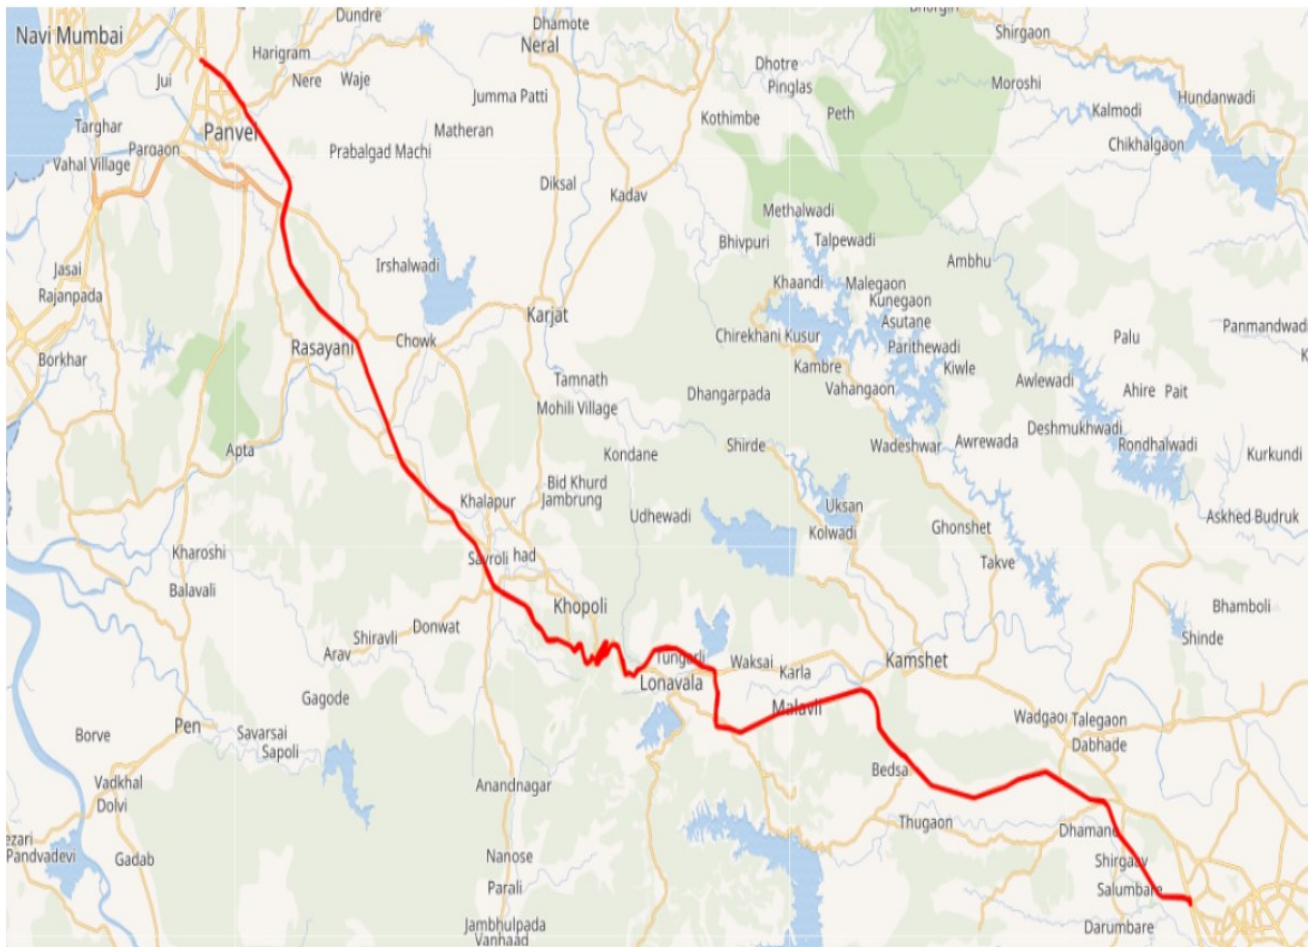 Bhorgiri
Dundre
Dhamote
Navi Mumbai
Neral
Shirgaon
Harigram
Dhotre
Jui
Nere
Waje
Pinglas
Moroshi
Jumma Patti
Hundanwadi
Kothimbe
Peth
Kalmodi
Targhar
Panvel
Matheran
Pargaon
Prabalgad Machi
Chikhalgaon
Vahal Village
Diksal
Kadav
Methalwadi
Bhivpuri
Talpewadi
Jasai
Irshalwadi
Ambhu
Khaandi
Malegaon
Rajanpada
Kunegaon
Karjat
Asutane
Panmandwad
Chirekhani Kusur
Palu
Rasayani
Chowk
Parithewadi
K
Borkhar
Kambre
Kiwle
Tamnath
Vahangaon
Awlewadi
Dhangarpada
Ahire
Pait
Mohili Village
Deshmukhwadi
Apta
Shirde
Wadeshwar
Awrewada
Rondhalwadi
Kondane
Kurkundi
Bid Khurd
Khalapur
Jambrung
Uksan
Udhewadi
Kolwadi
Ghonshet
Askhed Budruk
Kharoshi
Savroli
had
Takve
Balavali
Khopoli
Bhamboli
Donwat
Shiravli
Shinde
Arav
Tungarli
Waksai
Kamshet
Karla
Lonavala
Gagode
Malavli
Pen
Wadgaon
Talegaon
Borve
Savarsai
Dabhade
Sapoli
Bedsa
Vadkhal
Anandnagar
Dolvi
Thugaon
Dhamane
ezari
Pandvadevi
Gadab
Nanose
Shirgaav
Parali
Salumbare
Jambhulpada
Darumbare
Vanhaad